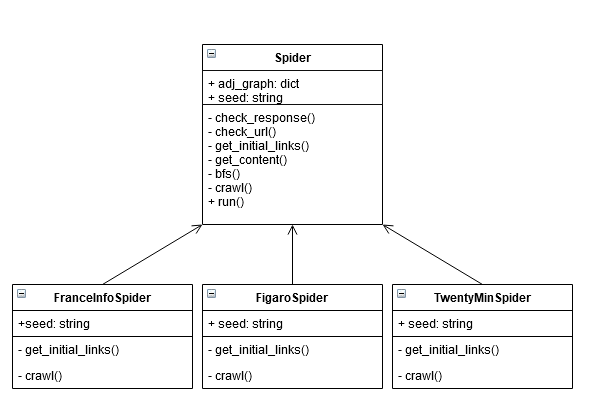 Spider
+ adj_graph: dict
+ seed: string
- check_response()
- check_url()
- get_initial_links()
- get_content()
- bfs()
- crawl()
+ run()
FranceInfoSpider
+seed: string
- get_initial_links()
- crawl()
FigaroSpider
+ seed: string
- get_initial_links()
- crawl()
TwentyMinSpider
+ seed: string
- get_initial_links()
- crawl()